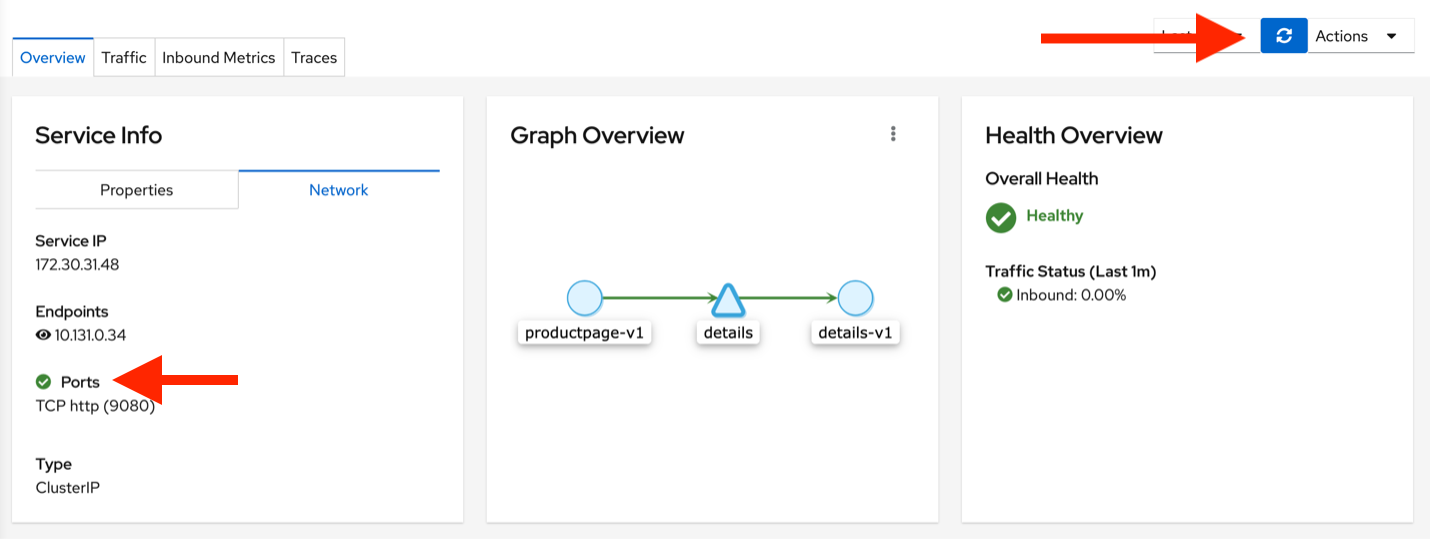 Actions
Overview Traffic Inbound Metrics Traces
Service Info
Properties Network
Service IP
172.30.31.48
Endpoints
10.131.0.34
Ports
TCP http (9080)
Type
ClusterIP
Graph Overview
productpage-v1 details details-v1
Health Overview
Overall Health
Healthy
Traffic Status (Last 1m)
Inbound: 0.00%